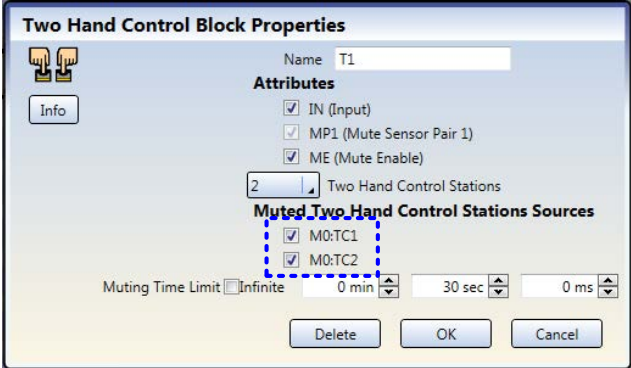 Two Hand Control Block Properties
Name T1
Attributes
Info
IN (Input)
MP1 (Mute Sensor Pair 1)
ME (Mute Enable)
2 Two Hand Control Stations
Muted Two Hand Control Stations Sources
M0:TC1
M0:TC2
Muting Time Limit Infinite 0 min 30 sec 0 ms
Delete OK Cancel